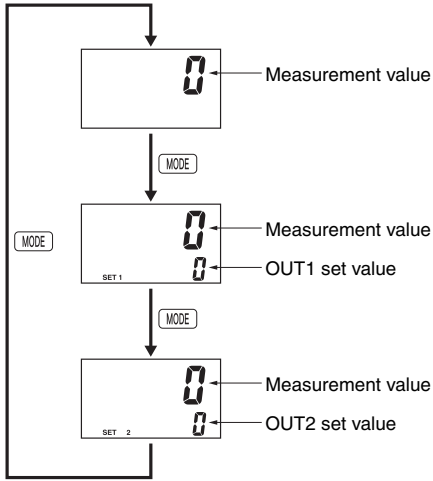 0 Measurement value
MODE
0 Measurement value
MODE
SET 1 0 OUT1 set value
MODE
0 Measurement value
SET 2 0 OUT2 set value